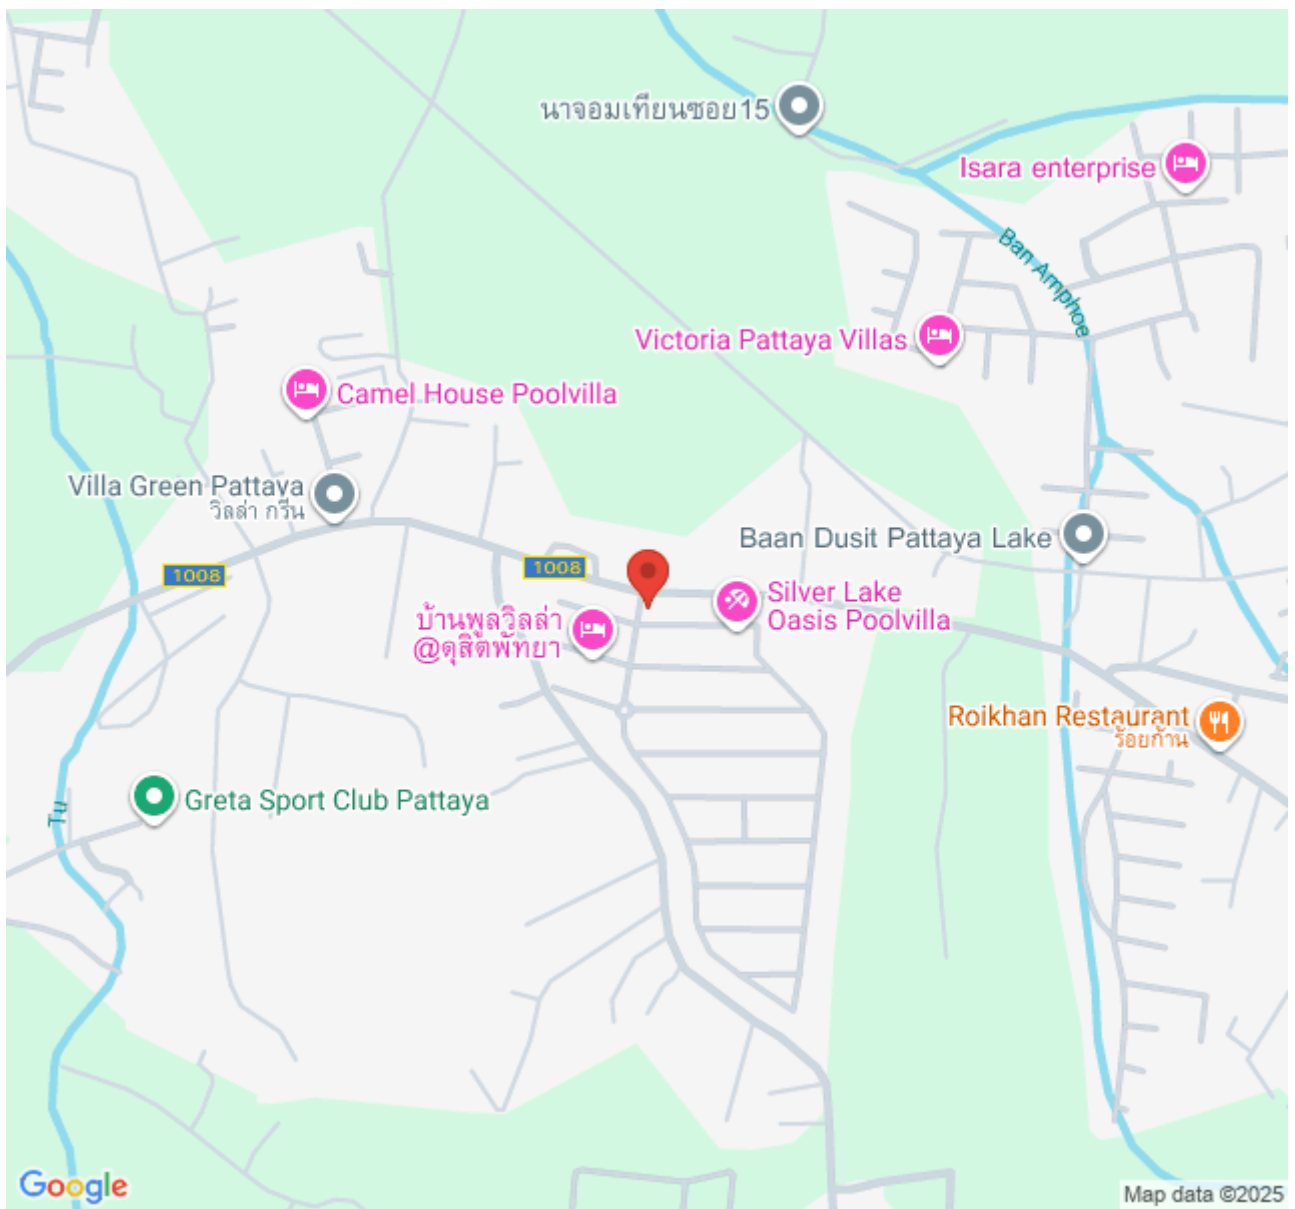 นาจอมเทียนซอย15
Isara enterprise
Ban Amphoe
Victoria Pattaya Villas
Camel House Poolvilla
Villa Green Pattaya
วิลล่า กรีน
Baan Dusit Pattaya Lake
1008
1008
Silver Lake
Oasis Poolvilla
บ้านพูลวิลล่า
@ดุสิตพัทยา
Roikhan Restaurant
ร้อยก้าน
Greta Sport Club Pattaya
Tu
Google
Map data ©2025